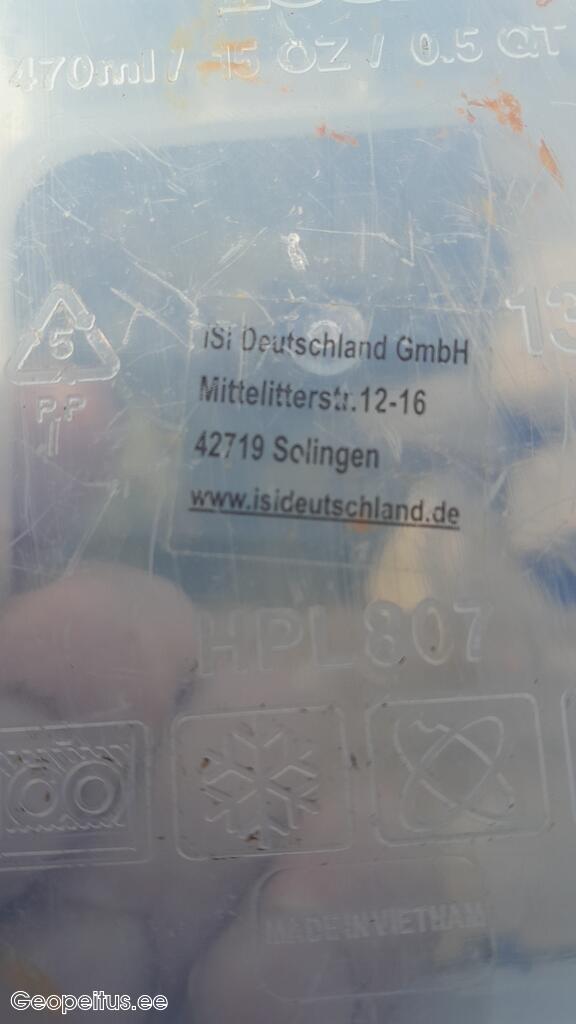 470ml / 15 OZ / 0.5 QT
5
PP
13
iSi Deutschland GmbH
Mittelitterstr.12-16
42719 Solingen
www.isideutschland.de
HPL807
MADE IN VIETNAM
Geopeitus.ee